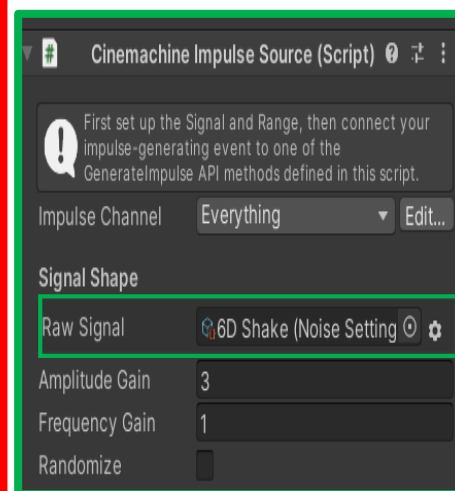 Cinemachine Impulse Source (Script)
First set up the Signal and Range, then connect your
impulse-generating event to one of the
GenerateImpulse API methods defined in this script.
Impulse Channel Everything Edit...
Signal Shape
Raw Signal 6D Shake (Noise Setting
Amplitude Gain 3
Frequency Gain 1
Randomize